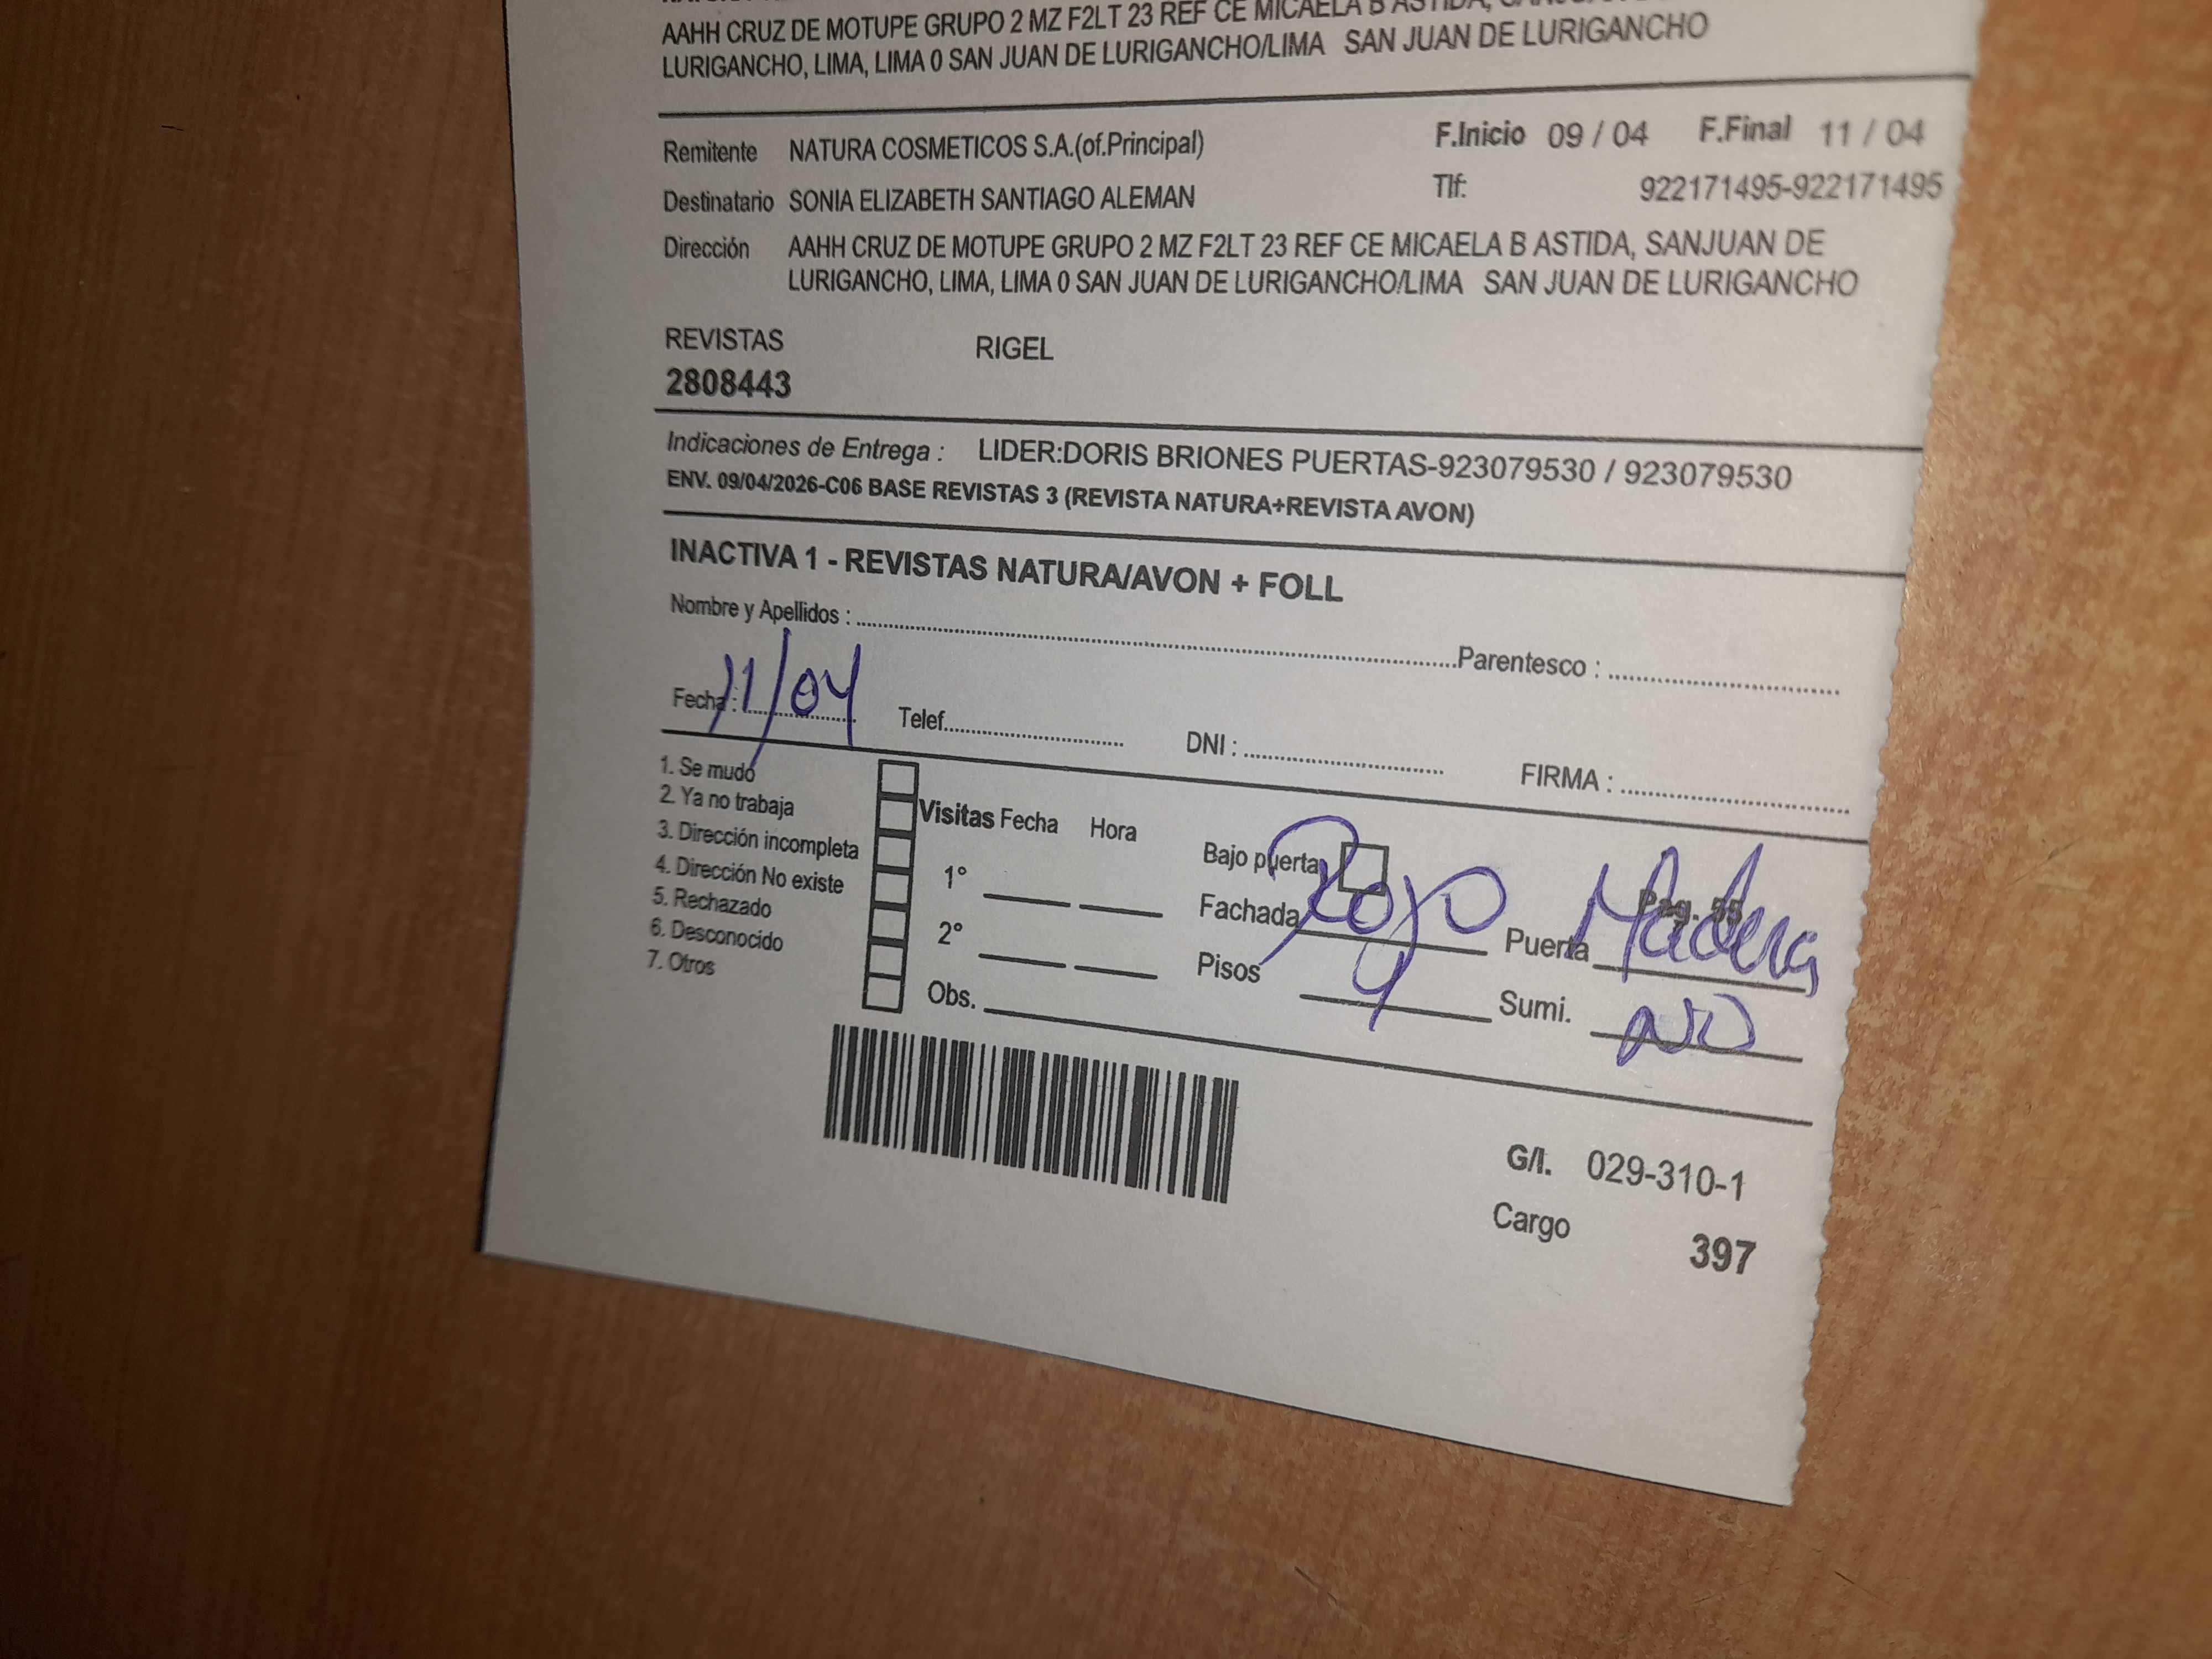 AAHH CRUZ DE MOTUPE GRUPO 2 MZ F2LT 23 REF CE MICAELA B ASTIDA,
LURIGANCHO, LIMA, LIMA 0 SAN JUAN DE LURIGANCHO/LIMA SAN JUAN DE LURIGANCHO
Remitente NATURA COSMETICOS S.A.(of.Principal) F.Inicio 09 / 04 F.Final 11 / 04
Destinatario SONIA ELIZABETH SANTIAGO ALEMAN Tlf: 922171495-922171495
Dirección AAHH CRUZ DE MOTUPE GRUPO 2 MZ F2LT 23 REF CE MICAELA B ASTIDA, SANJUAN DE
LURIGANCHO, LIMA, LIMA 0 SAN JUAN DE LURIGANCHO/LIMA SAN JUAN DE LURIGANCHO
REVISTAS RIGEL
2808443
Indicaciones de Entrega : LIDER:DORIS BRIONES PUERTAS-923079530 / 923079530
ENV. 09/04/2026-C06 BASE REVISTAS 3 (REVISTA NATURA+REVISTA AVON)
INACTIVA 1 - REVISTAS NATURA/AVON + FOLL
Nombre y Apellidos : Parentesco :
Fecha : 11/04 Telef. DNI : FIRMA :
1. Se mudó
2. Ya no trabaja
3. Dirección incompleta
4. Dirección No existe
5. Rechazado
6. Desconocido
7. Otros
Visitas Fecha Hora
1°
2°
Obs.
Bajo puerta
Fachada Rojo Puerta Madera
Pag. 55
Pisos 4 Sumi. NO
G/I. 029-310-1
Cargo 397